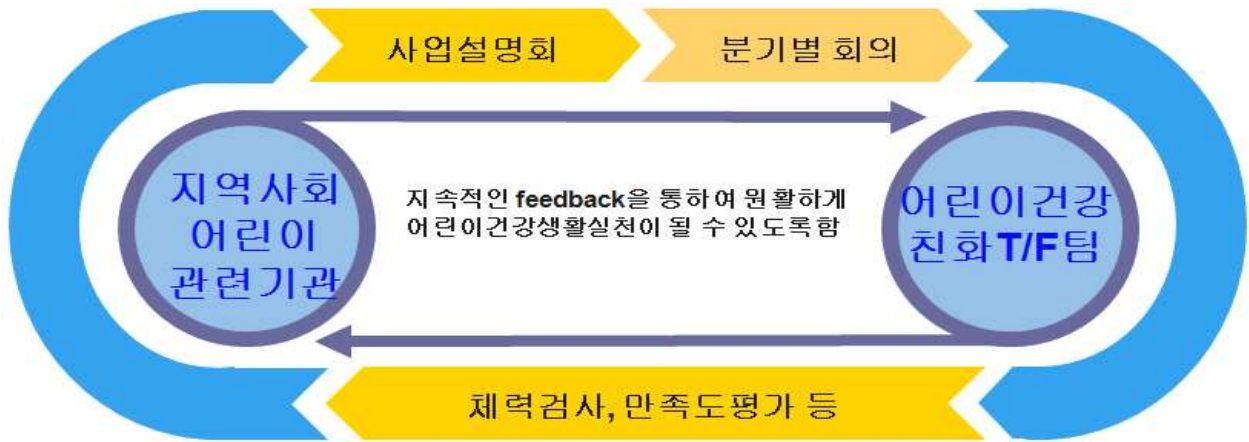 사업설명회
분기별 회의
지역사회
어린이
관련기관
지속적인 feedback을 통하여 원활하게
어린이건강생활실천이 될 수 있도록함
어린이건강
친화T/F팀
체력검사, 만족도평가 등